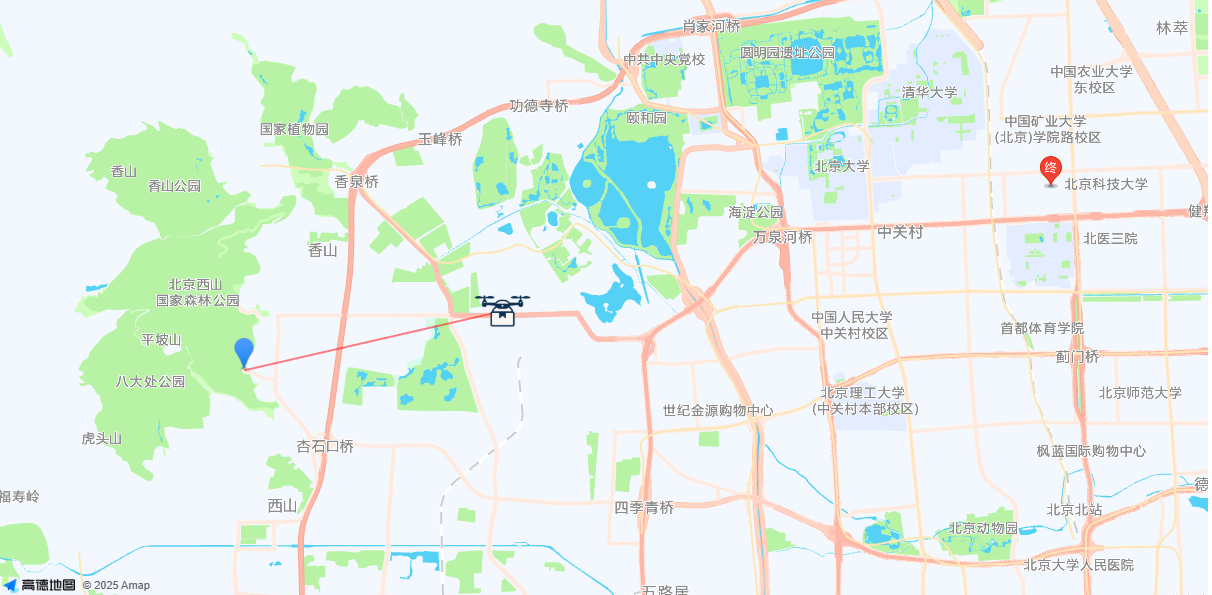 肖家河桥
林萃
圆明园遗址公园
中共中央党校
中国农业大学
东校区
清华大学
功德寺桥
颐和园
中国矿业大学
(北京)学院路校区
国家植物园
玉峰桥
香山
香山公园
香泉桥
北京大学
终
北京科技大学
海淀公园
健翔
万泉河桥
中关村
北医三院
香山
北京西山
国家森林公园
中国人民大学
中关村校区
首都体育学院
平坡山
蓟门桥
八大处公园
北京理工大学
(中关村本部校区)
北京师范大学
世纪金源购物中心
虎头山
杏石口桥
枫蓝国际购物中心
德
福寿岭
西山
四季青桥
北京北站
北京动物园
北京大学人民医院
高德地图 © 2025 Amap
五路居